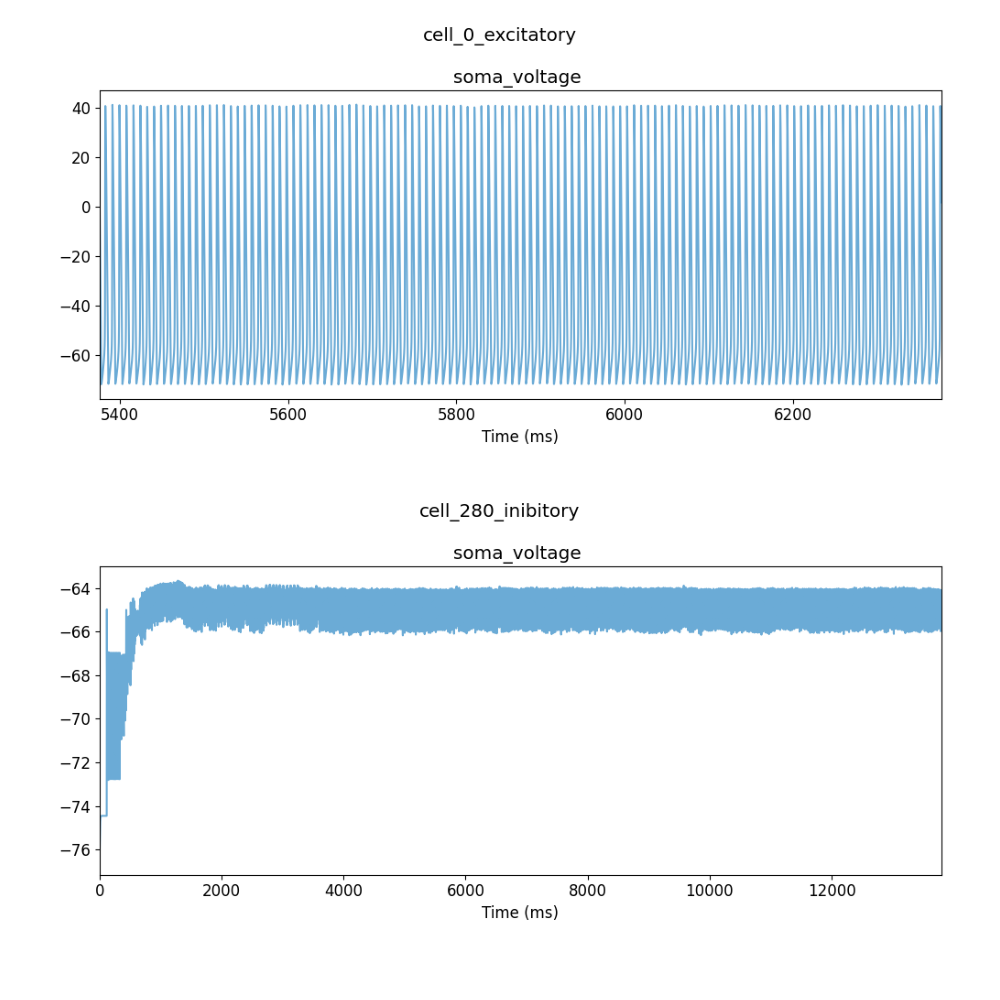 cell_0_excitatory
soma_voltage
40
20
0
−20
−40
−60
5400 5600 5800 6000 6200
Time (ms)
cell_280_inibitory
soma_voltage
−64
−66
−68
−70
−72
−74
−76
0 2000 4000 6000 8000 10000 12000
Time (ms)